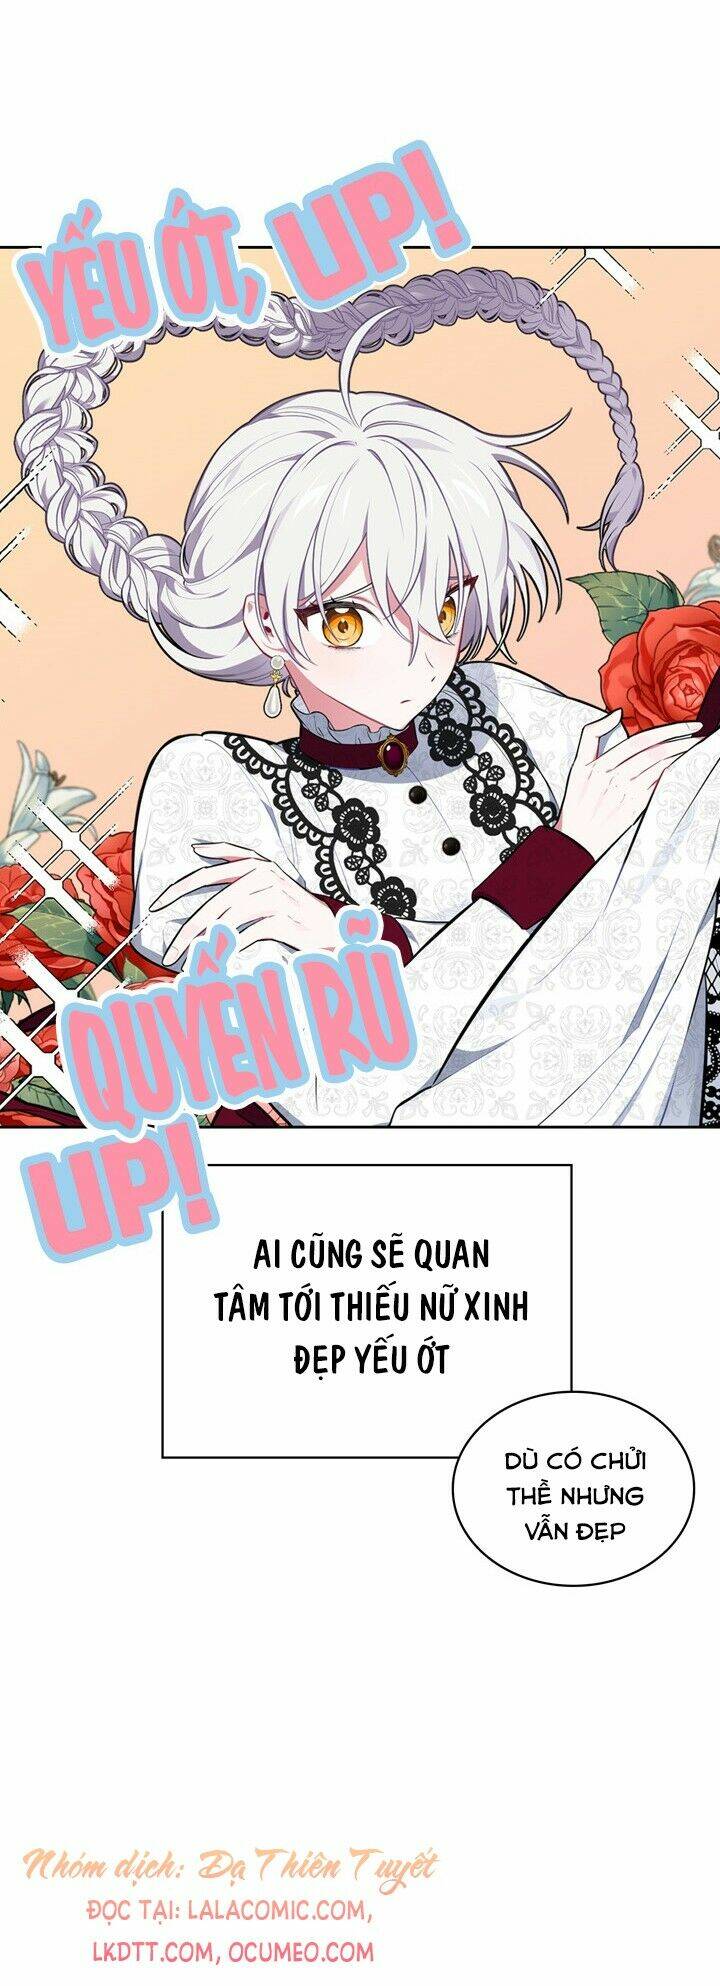 YẾU ỚT, UP!
QUYẾN RŨ
UP!
AI CŨNG SẼ QUAN
TÂM TỚI THIẾU NỮ XINH
ĐẸP YẾU ỚT
DÙ CÓ CHỬI
THỀ NHƯNG
VẪN ĐẸP
Nhóm dịch: Dạ Thiên Tuyết
ĐỌC TẠI: LALACOMIC.COM,
LKDTT.COM, OCUMEO.COM